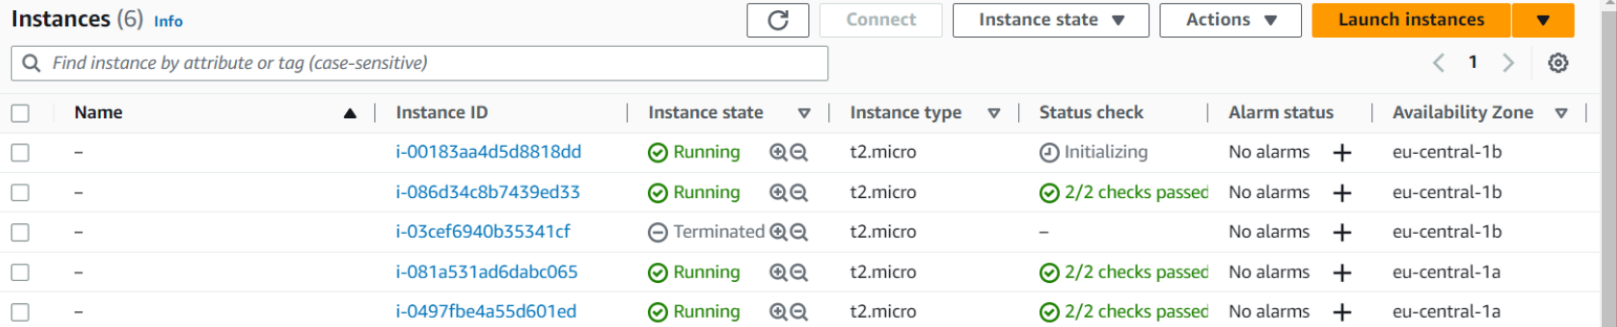 Instances (6) Info Connect Instance state Actions Launch instances
Find instance by attribute or tag (case-sensitive) 1
Name Instance ID Instance state Instance type Status check Alarm status Availability Zone
– i-00183aa4d5d8818dd Running t2.micro Initializing No alarms + eu-central-1b
– i-086d34c8b7439ed33 Running t2.micro 2/2 checks passed No alarms + eu-central-1b
– i-03cef6940b35341cf Terminated t2.micro – No alarms + eu-central-1b
– i-081a531ad6dabc065 Running t2.micro 2/2 checks passed No alarms + eu-central-1a
– i-0497fbe4a55d601ed Running t2.micro 2/2 checks passed No alarms + eu-central-1a